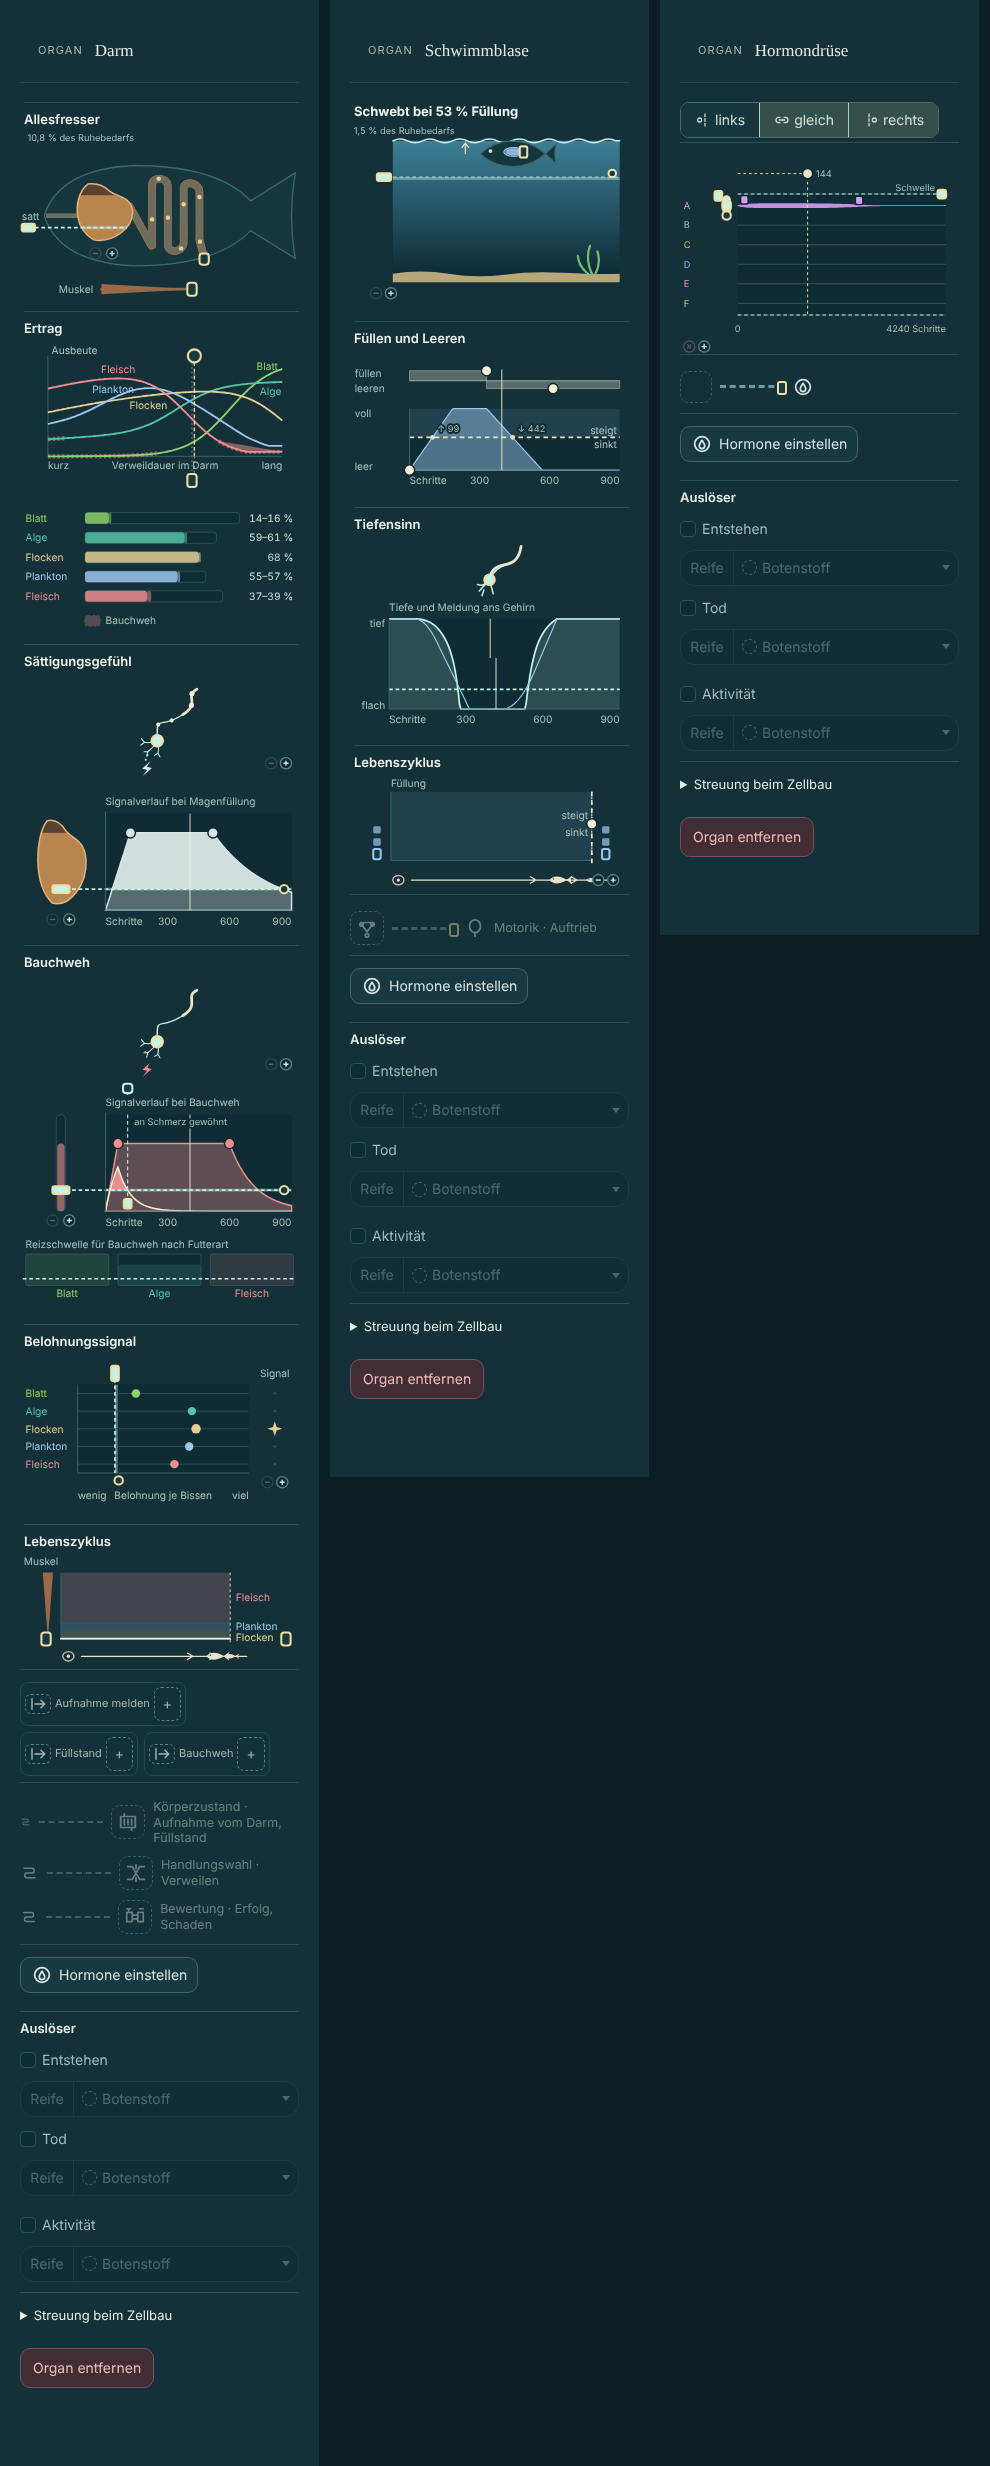 ORGAN Darm
Allesfresser
10,8 % des Ruhebedarfs
satt
Muskel
Ertrag
Ausbeute
Fleisch
Blatt
Plankton
Alge
Flocken
kurz Verweildauer im Darm lang
Blatt 14–16 %
Alge 59–61 %
Flocken 68 %
Plankton 55–57 %
Fleisch 37–39 %
Bauchweh
Sättigungsgefühl
Signalverlauf bei Magenfüllung
Schritte 300 600 900
Bauchweh
Signalverlauf bei Bauchweh
an Schmerz gewöhnt
Schritte 300 600 900
Reizschwelle für Bauchweh nach Futterart
Blatt Alge Fleisch
Belohnungssignal
Signal
Blatt
Alge
Flocken
Plankton
Fleisch
wenig Belohnung je Bissen viel
Lebenszyklus
Muskel
Fleisch
Plankton
Flocken
Aufnahme melden +
Füllstand + Bauchweh +
Körperzustand ·
Aufnahme vom Darm,
Füllstand
Handlungswahl ·
Verweilen
Bewertung · Erfolg,
Schaden
Hormone einstellen
Auslöser
Entstehen
Reife Botenstoff
Tod
Reife Botenstoff
Aktivität
Reife Botenstoff
Streuung beim Zellbau
Organ entfernen
ORGAN Schwimmblase
Schwebt bei 53 % Füllung
1,5 % des Ruhebedarfs
Füllen und Leeren
füllen
leeren
voll
↑ 99 ↓ 442 steigt
sinkt
leer
Schritte 300 600 900
Tiefensinn
Tiefe und Meldung ans Gehirn
tief
flach
Schritte 300 600 900
Lebenszyklus
Füllung
steigt
sinkt
Motorik · Auftrieb
Hormone einstellen
Auslöser
Entstehen
Reife Botenstoff
Tod
Reife Botenstoff
Aktivität
Reife Botenstoff
Streuung beim Zellbau
Organ entfernen
ORGAN Hormondrüse
links gleich rechts
144
Schwelle
A
B
C
D
E
F
0 4240 Schritte
Hormone einstellen
Auslöser
Entstehen
Reife Botenstoff
Tod
Reife Botenstoff
Aktivität
Reife Botenstoff
Streuung beim Zellbau
Organ entfernen